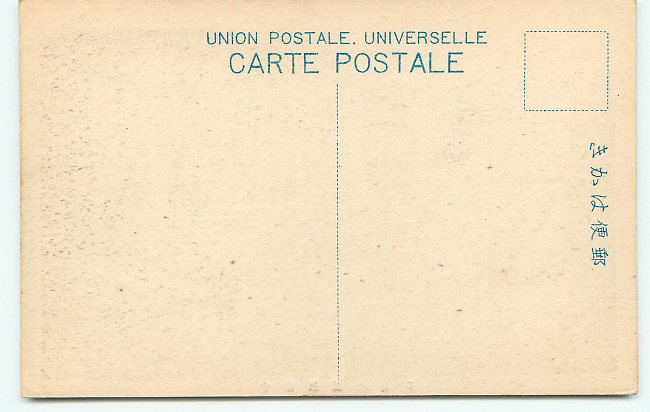 UNION POSTALE. UNIVERSELLE
CARTE POSTALE
郵便はかき